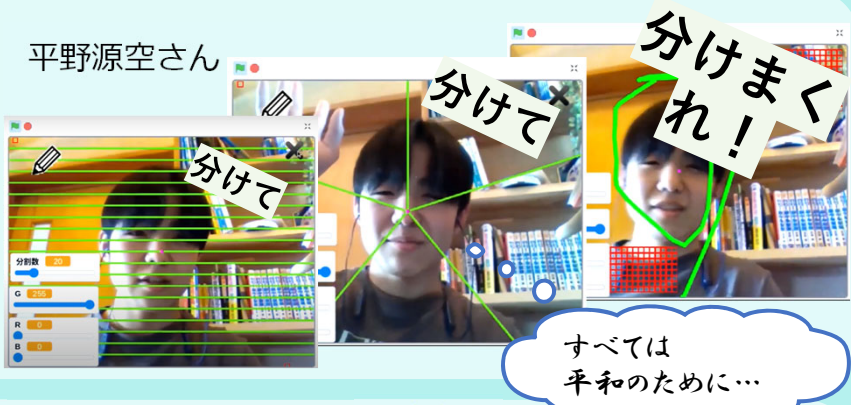 平野源空さん
分けて
分割数 20
G 255
R 0
B 0
分けて
分けまく
れ！
すべては
平和のために…